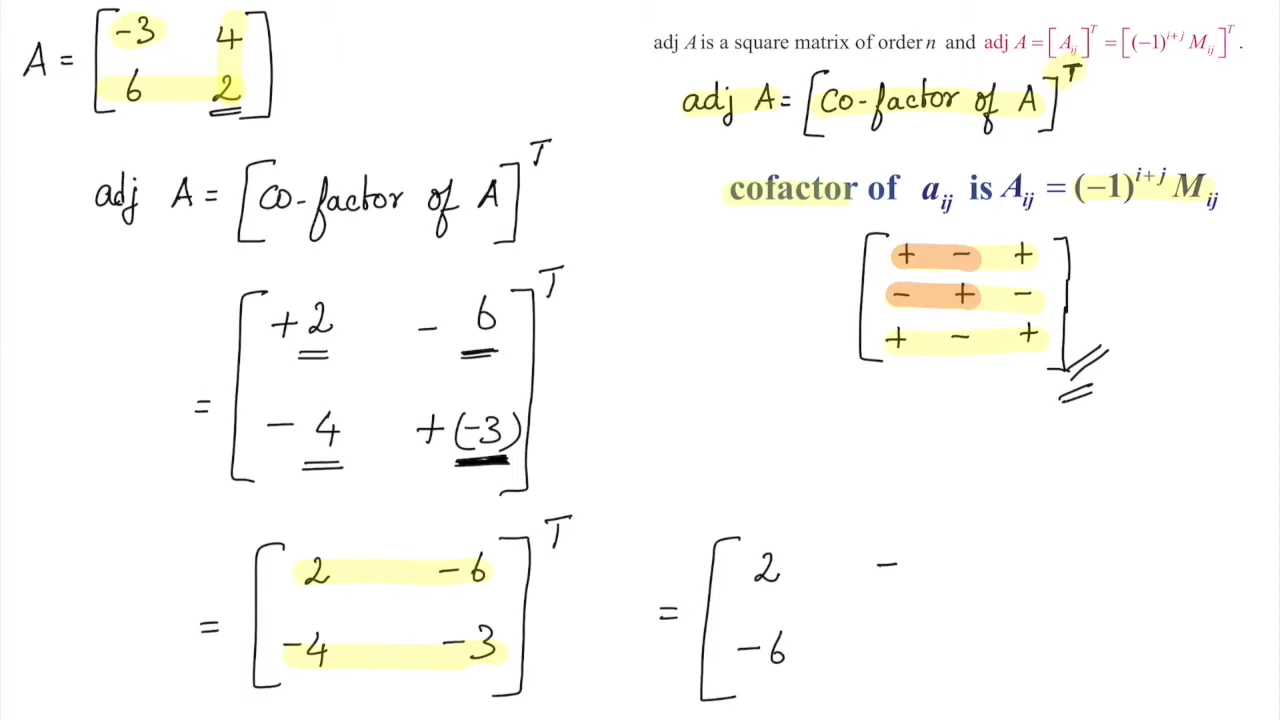 A = [ -3 4
6 2 ]
adj A = [ co-factor of A ]ᵀ
= [ +2 - 6
- 4 +(-3) ]ᵀ
= [ 2 -6
-4 -3 ]ᵀ
adj A is a square matrix of order n and adj A = [A_ij]ᵀ = [(-1)^{i+j} M_ij]ᵀ.
adj A = [ co-factor of A ]ᵀ
cofactor of a_ij is A_ij = (−1)^{i+j} M_ij
[ + - +
- + -
+ - + ]
= [ 2 -
-6